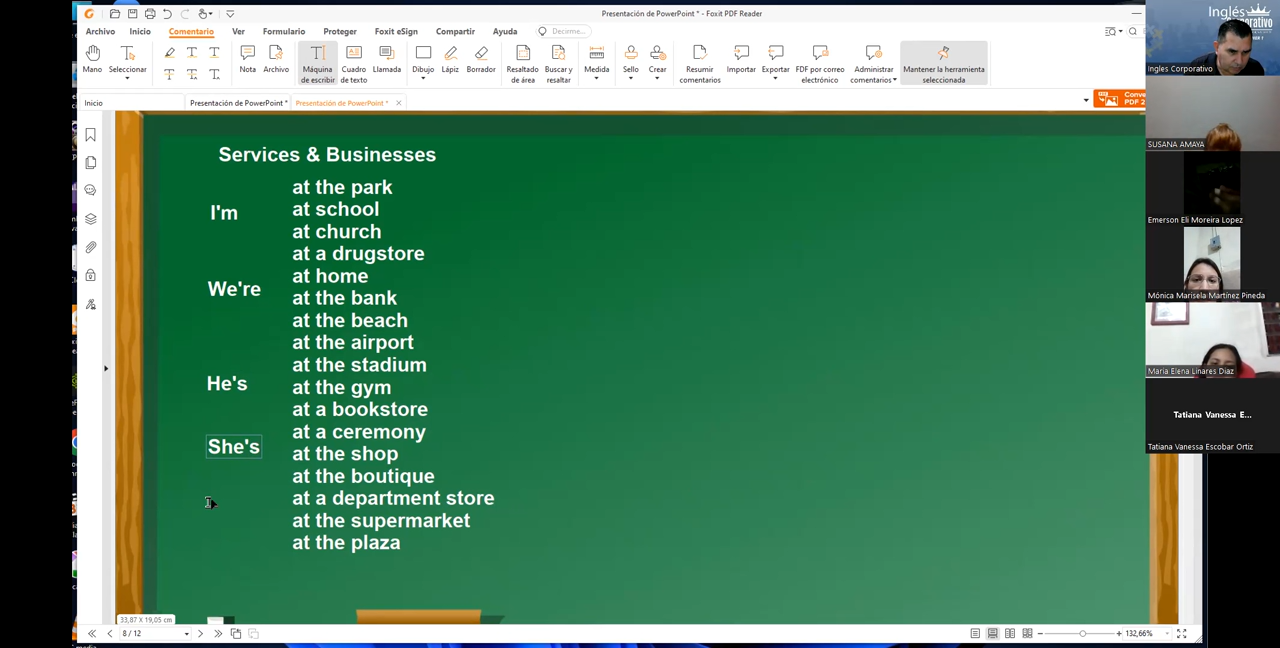 Presentación de PowerPoint * - Foxit PDF Reader
Archivo Inicio Comentario Ver Formulario Proteger Foxit eSign Compartir Ayuda Decirme...
Mano Seleccionar Nota Archivo Máquina de escribir Cuadro de texto Llamada Dibujo Lápiz Borrador Resaltado de área Buscar y resaltar Medida Sello Crear Resumir comentarios Importar Exportar FDF por correo electrónico Administrar comentarios Mantener la herramienta seleccionada
Inicio Presentación de PowerPoint * Presentación de PowerPoint *
Services & Businesses
I'm
We're
He's
She's
at the park
at school
at church
at a drugstore
at home
at the bank
at the beach
at the airport
at the stadium
at the gym
at a bookstore
at a ceremony
at the shop
at the boutique
at a department store
at the supermarket
at the plaza
33,87 x 19,05 cm
8 / 12
132,66%
Inglés
Corporativo
Ingles Corporativo
SUSANA AMAYA
Emerson Eli Moreira Lopez
Mónica Marisela Martínez Pineda
Maria Elena Linares Diaz
Tatiana Vanessa E...
Tatiana Vanessa Escobar Ortiz